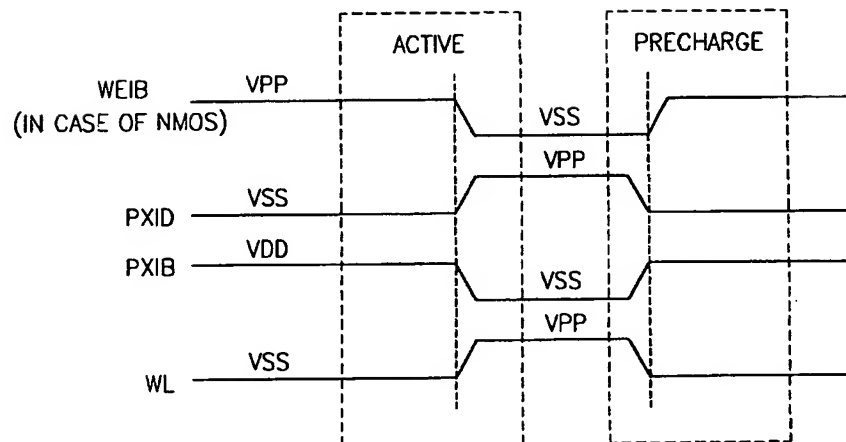 ACTIVE
PRECHARGE
WEIB
(IN CASE OF NMOS)
VPP
VSS
VPP
PXID
VSS
PXIB
VDD
VSS
VPP
WL
VSS